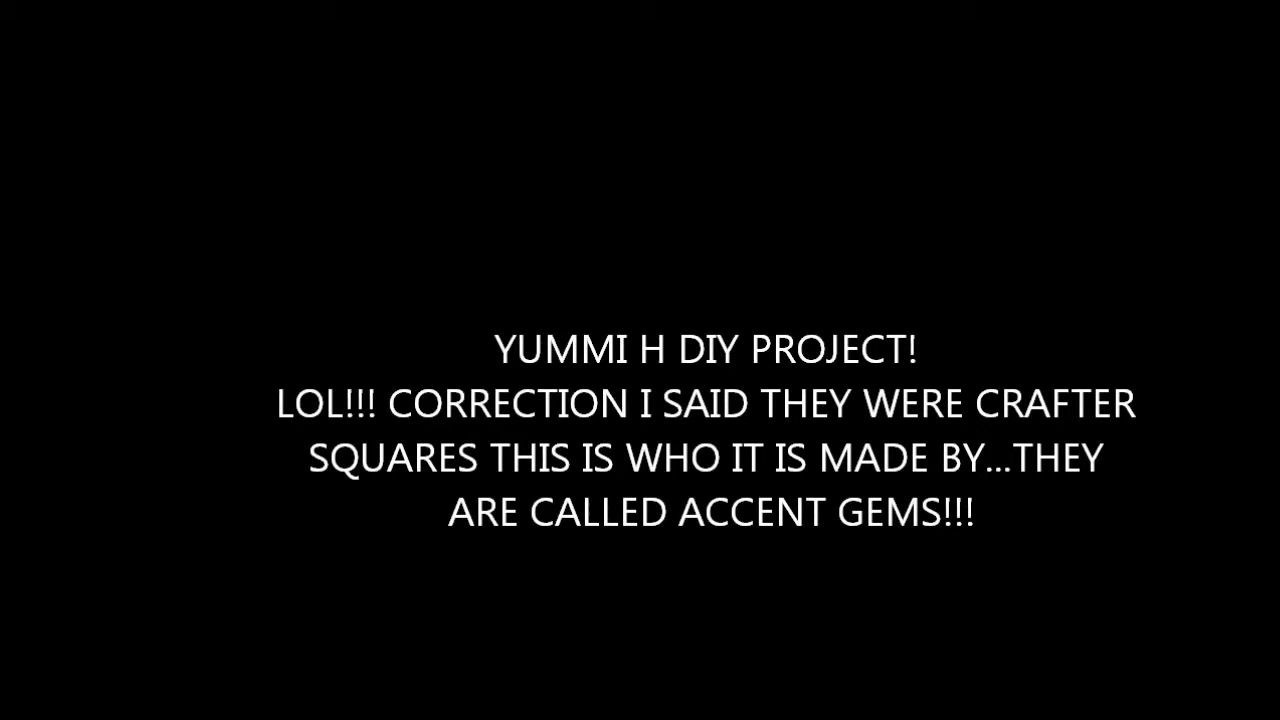 YUMMI H DIY PROJECT!
LOL!!! CORRECTION I SAID THEY WERE CRAFTER
SQUARES THIS IS WHO IT IS MADE BY...THEY
ARE CALLED ACCENT GEMS!!!